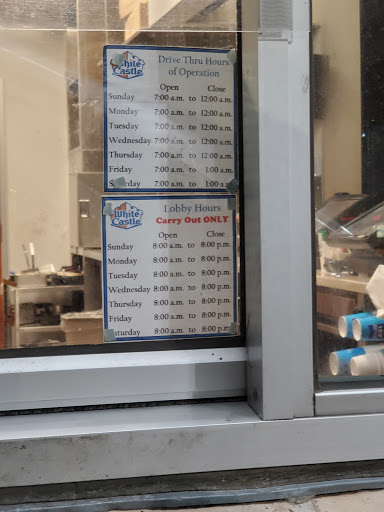 White Castle
Drive Thru Hours
of Operation
Open Close
Sunday 7:00 a.m. to 12:00 a.m.
Monday 7:00 a.m. to 12:00 a.m.
Tuesday 7:00 a.m. to 12:00 a.m.
Wednesday 7:00 a.m. to 12:00 a.m.
Thursday 7:00 a.m. to 12:00 a.m.
Friday 7:00 a.m. to 1:00 a.m.
Saturday 7:00 a.m. to 1:00 a.m.
White Castle
Lobby Hours
Carry Out ONLY
Open Close
Sunday 8:00 a.m. to 8:00 p.m.
Monday 8:00 a.m. to 8:00 p.m.
Tuesday 8:00 a.m. to 8:00 p.m.
Wednesday 8:00 a.m. to 8:00 p.m.
Thursday 8:00 a.m. to 8:00 p.m.
Friday 8:00 a.m. to 8:00 p.m.
Saturday 8:00 a.m. to 8:00 p.m.